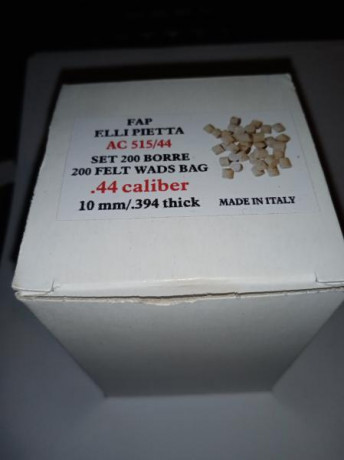 FAP
ELLI PIETTA
AC 515/44
SET 200 BORRE
200 FELT WADS BAG
.44 caliber
10 mm/.394 thick
MADE IN ITALY